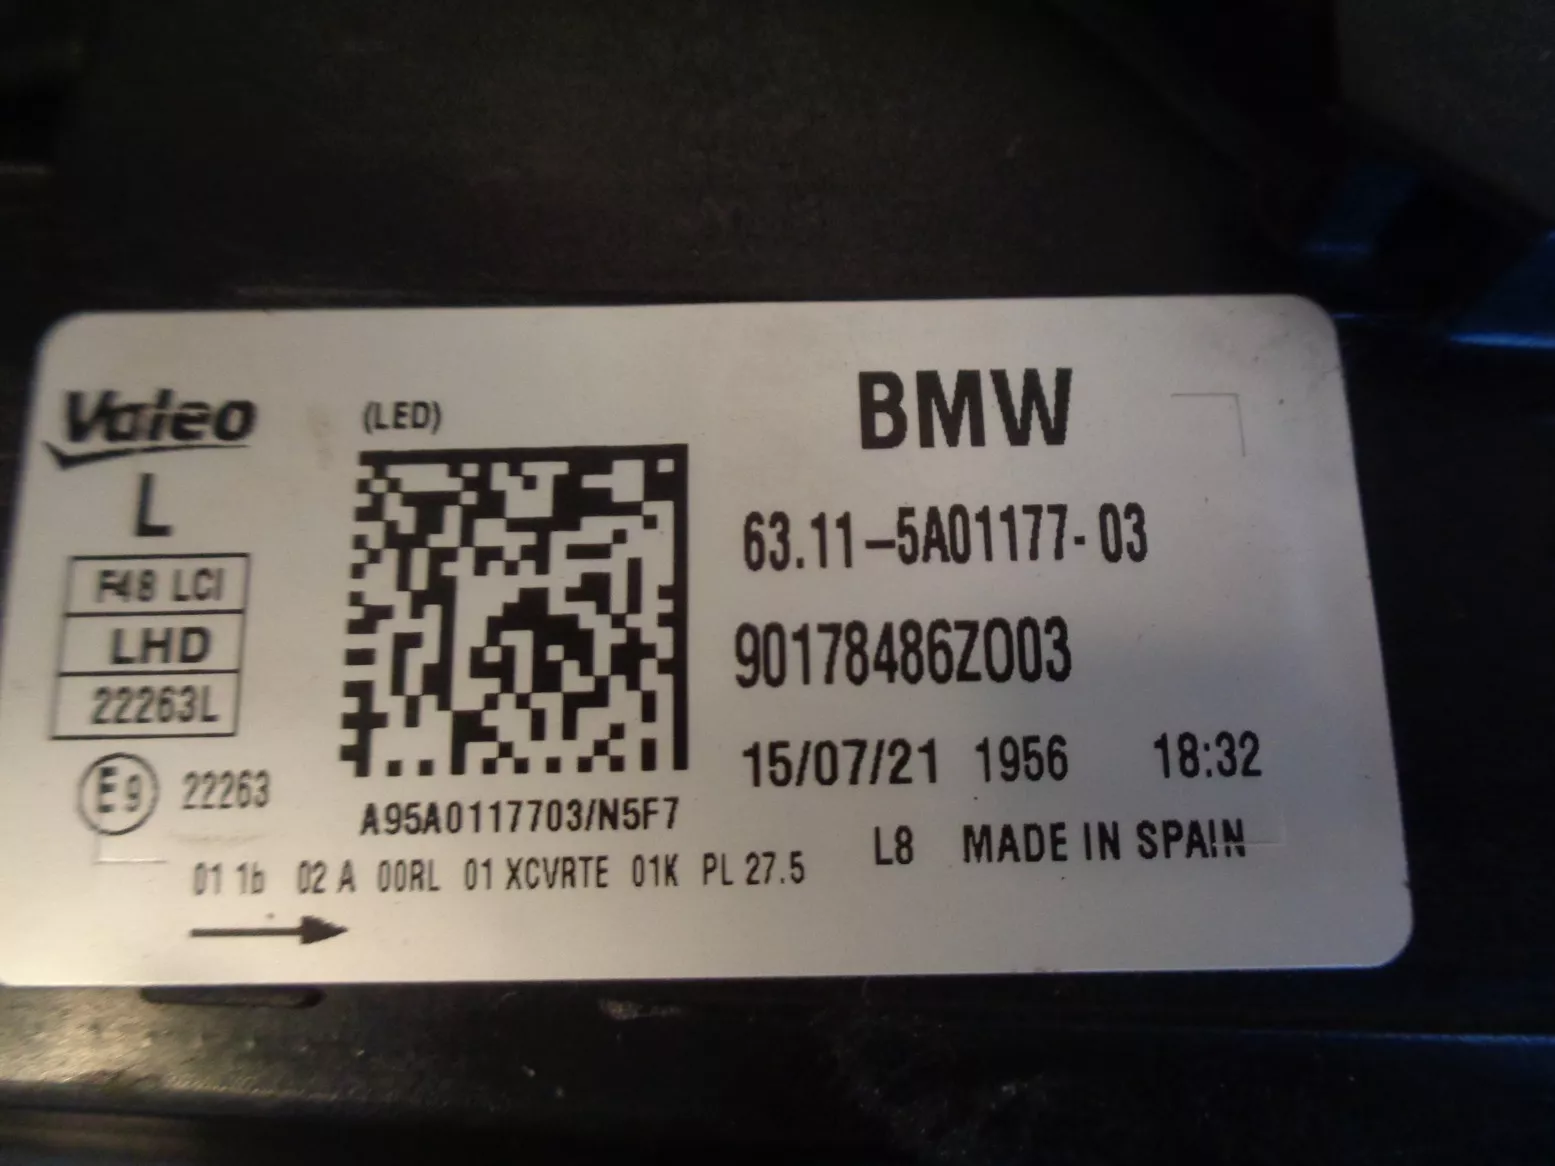 Valeo
(LED)
BMW
L
63.11-5A01177-03
F48 LCI
LHD
22263L
90178486Z003
15/07/21 1956 18:32
E9 22263
A95A0117703/N5F7
L8 MADE IN SPAIN
01 1b 02 A 00RL 01 XCVRTE 01K PL 27.5